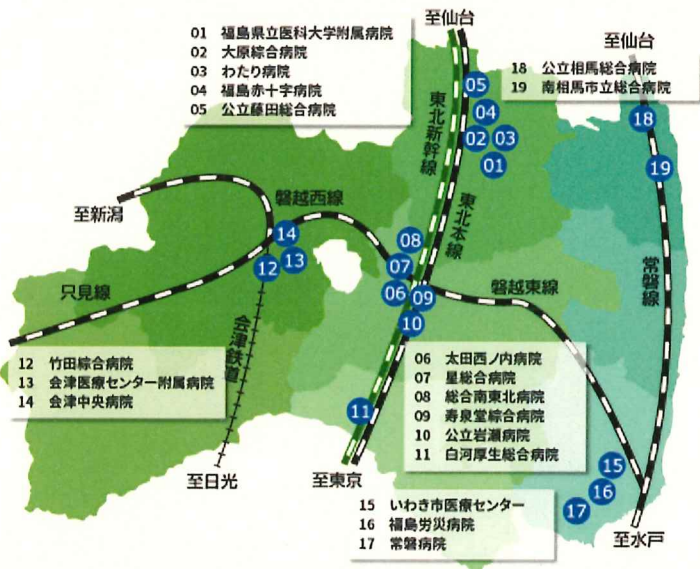 至仙台
01 福島県立医科大学附属病院
02 大原綜合病院
03 わたり病院
04 福島赤十字病院
05 公立藤田総合病院
至仙台
18 公立相馬総合病院
19 南相馬市立総合病院
05
04
02 03
01
18
19
東北新幹線
東北本線
常磐線
磐越西線
至新潟
14
13
12
只見線
会津鉄道
08
07
06
09
10
11
磐越東線
12 竹田綜合病院
13 会津医療センター附属病院
14 会津中央病院
06 太田西ノ内病院
07 星総合病院
08 総合南東北病院
09 寿泉堂綜合病院
10 公立岩瀬病院
11 白河厚生総合病院
至日光
至東京
15
16
17
15 いわき市医療センター
16 福島労災病院
17 常磐病院
至水戸